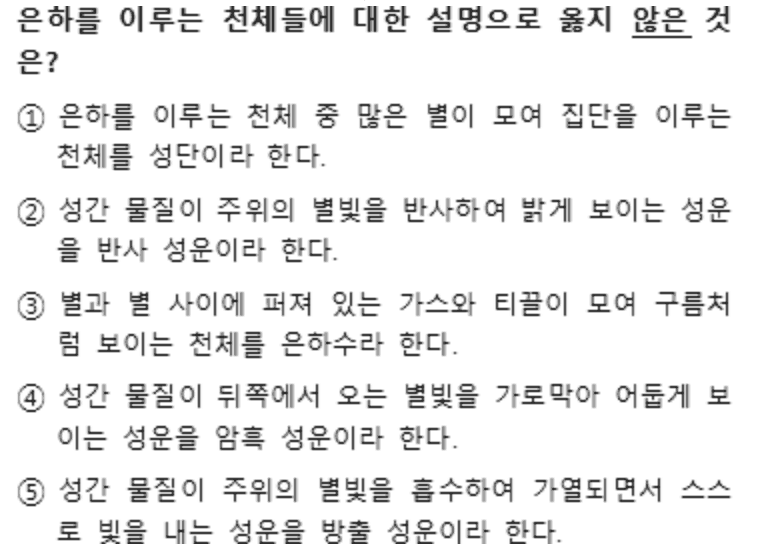 은하를 이루는 천체들에 대한 설명으로 옳지 않은 것
은?
① 은하를 이루는 천체 중 많은 별이 모여 집단을 이루는
천체를 성단이라 한다.
② 성간 물질이 주위의 별빛을 반사하여 밝게 보이는 성운
을 반사 성운이라 한다.
③ 별과 별 사이에 퍼져 있는 가스와 티끌이 모여 구름처
럼 보이는 천체를 은하수라 한다.
④ 성간 물질이 뒤쪽에서 오는 별빛을 가로막아 어둡게 보
이는 성운을 암흑 성운이라 한다.
⑤ 성간 물질이 주위의 별빛을 흡수하여 가열되면서 스스
로 빛을 내는 성운을 방출 성운이라 한다.